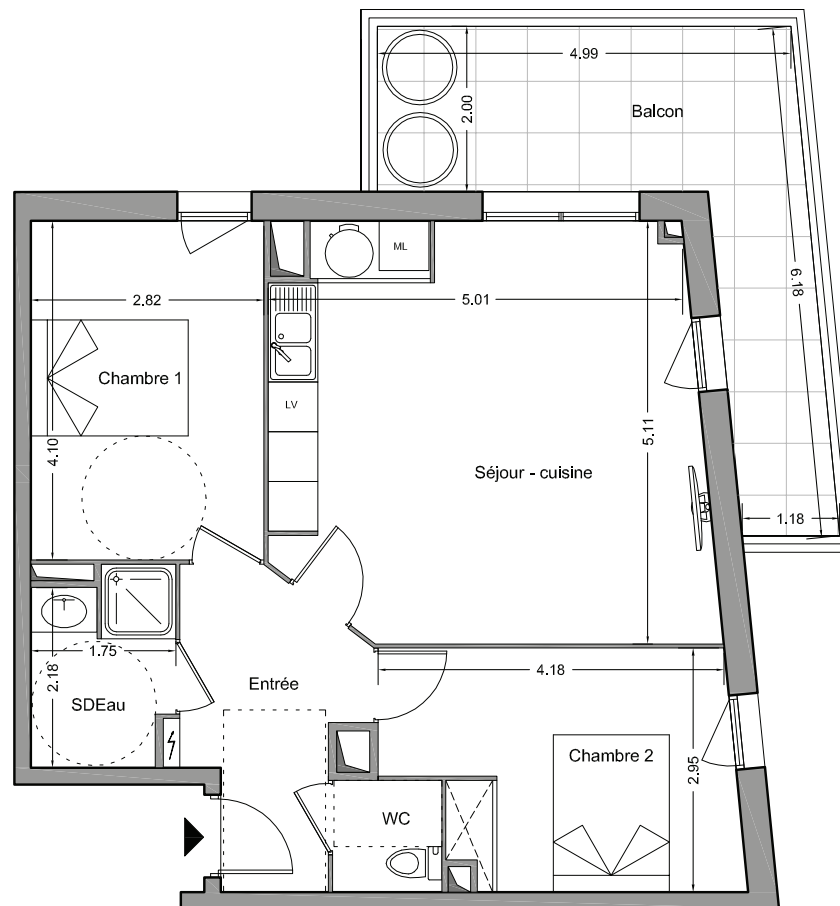 4.99
2.00
Balcon
6.18
ML
2.82
5.01
Chambre 1
LV
4.10
5.11
Séjour - cuisine
1.18
1.75
2.18
SDEau
Entrée
4.18
Chambre 2
2.95
WC